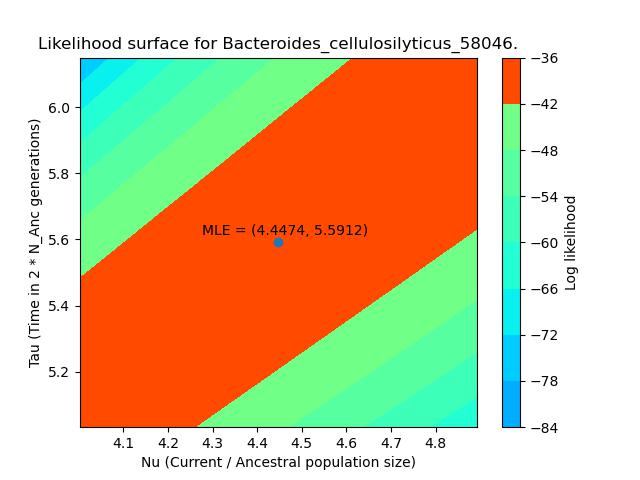 Likelihood surface for Bacteroides_cellulosilyticus_58046.
Tau (Time in 2 * N_Anc generations)
6.0
5.8
5.6
5.4
5.2
MLE = (4.4474, 5.5912)
4.1 4.2 4.3 4.4 4.5 4.6 4.7 4.8
Nu (Current / Ancestral population size)
−36
−42
−48
−54
−60
−66
−72
−78
−84
Log likelihood